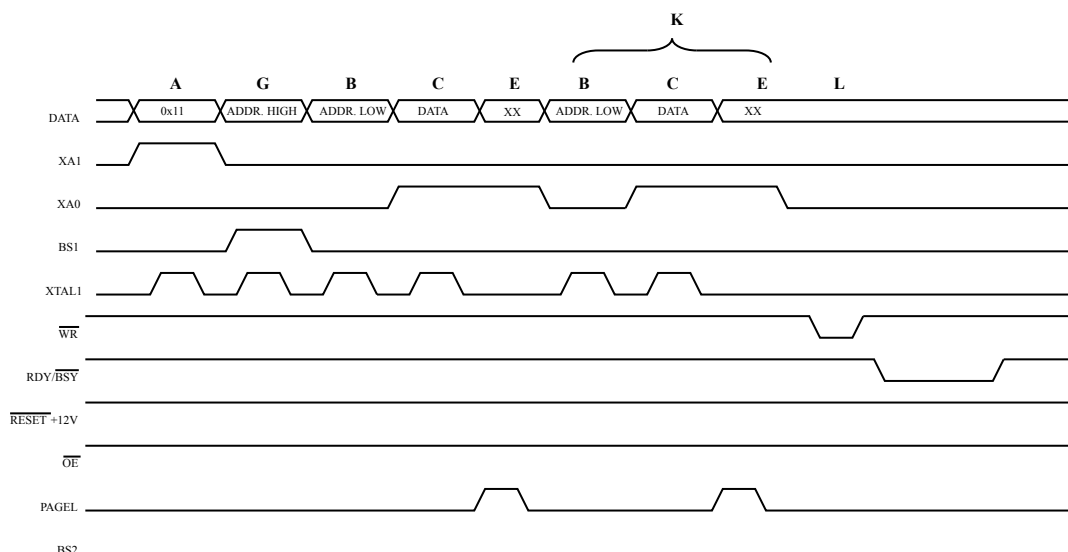 K
A G B C E B C E L
DATA 0x11 ADDR. HIGH ADDR. LOW DATA XX ADDR. LOW DATA XX
XA1
XA0
BS1
XTAL1
WR
RDY/BSY
RESET +12V
OE
PAGEL
BS2